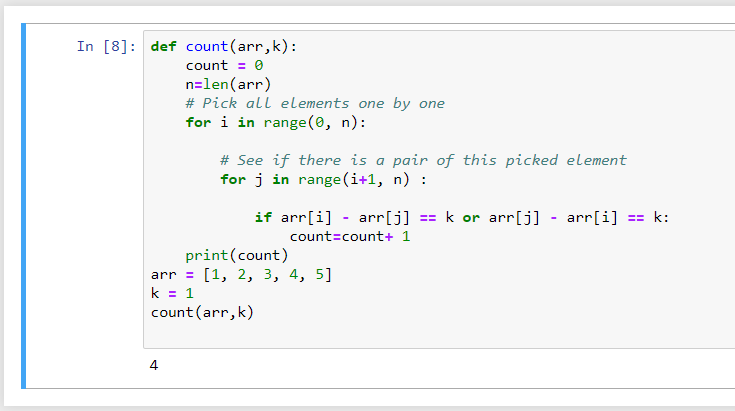 In [8]: def count(arr,k):
    count = 0
    n=len(arr)
    # Pick all elements one by one
    for i in range(0, n):
        # See if there is a pair of this picked element
        for j in range(i+1, n) :
            if arr[i] - arr[j] == k or arr[j] - arr[i] == k:
                count=count+ 1
    print(count)
arr = [1, 2, 3, 4, 5]
k = 1
count(arr,k)
4